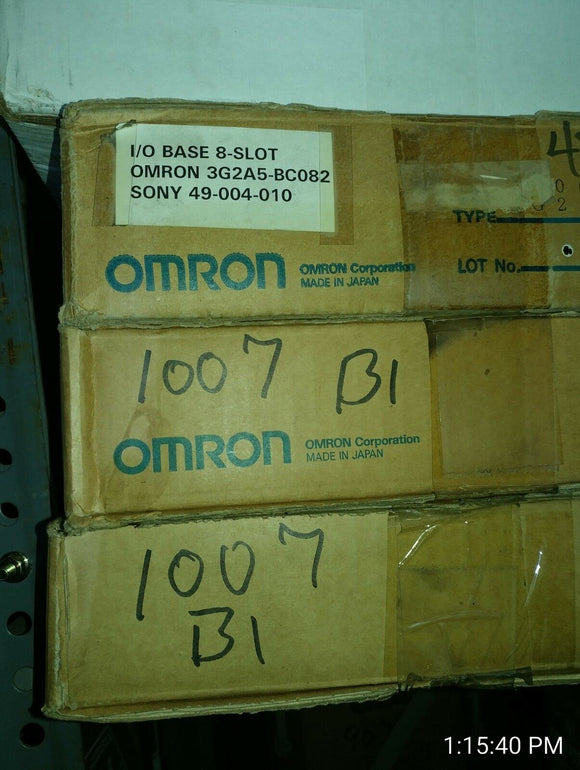 I/O BASE 8-SLOT
OMRON 3G2A5-BC082
SONY 49-004-010
4
TYPE
OMRON OMRON Corporation
MADE IN JAPAN
LOT No.
1007 B1
OMRON OMRON Corporation
MADE IN JAPAN
1007
B1
1:15:40 PM